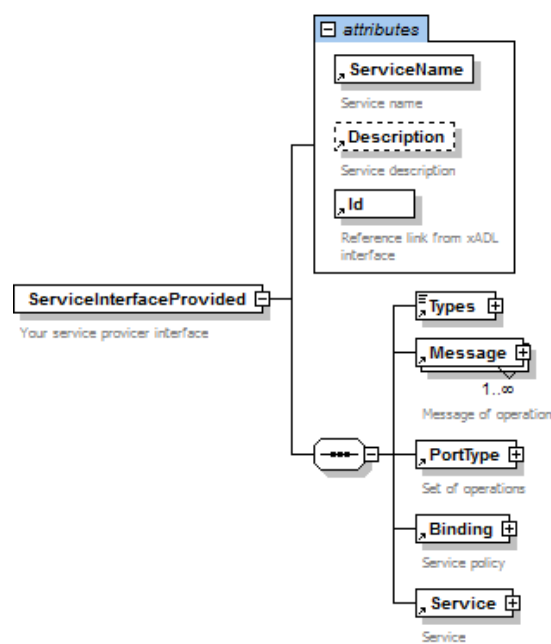 attributes
ServiceName
Service name
Description
Service description
Id
Reference link from xADL
interface
ServiceInterfaceProvided
Your service provicer interface
Types
Message
1..∞
Message of operation
PortType
Set of operations
Binding
Service policy
Service
Service